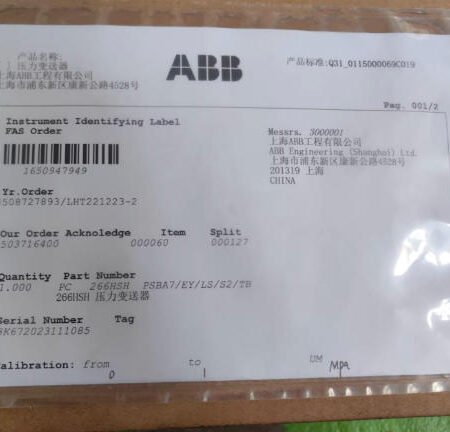 产品名称:
压力变送器
上海ABB工程有限公司
上海市浦东新区康新公路4528号
ABB
产品标准:Q31_0115000069C019
Pag. 001/2
Instrument Identifying Label
FAS Order
1650947949
Messrs. 3000001
上海ABB工程有限公司
ABB Engineering (Shanghai) Ltd.
上海市浦东新区康新公路4528号
201319 上海
CHINA
Yr.Order
508727893/LHT221223-2
Our Order Acknoledge Item Split
503716400 000060 000127
Quantity Part Number
1.000 PC 266HSH PSBA7/EY/LS/S2/TB
266HSH 压力变送器
Serial Number Tag
K672023111085
alibration: from to UM
0 1 MPA